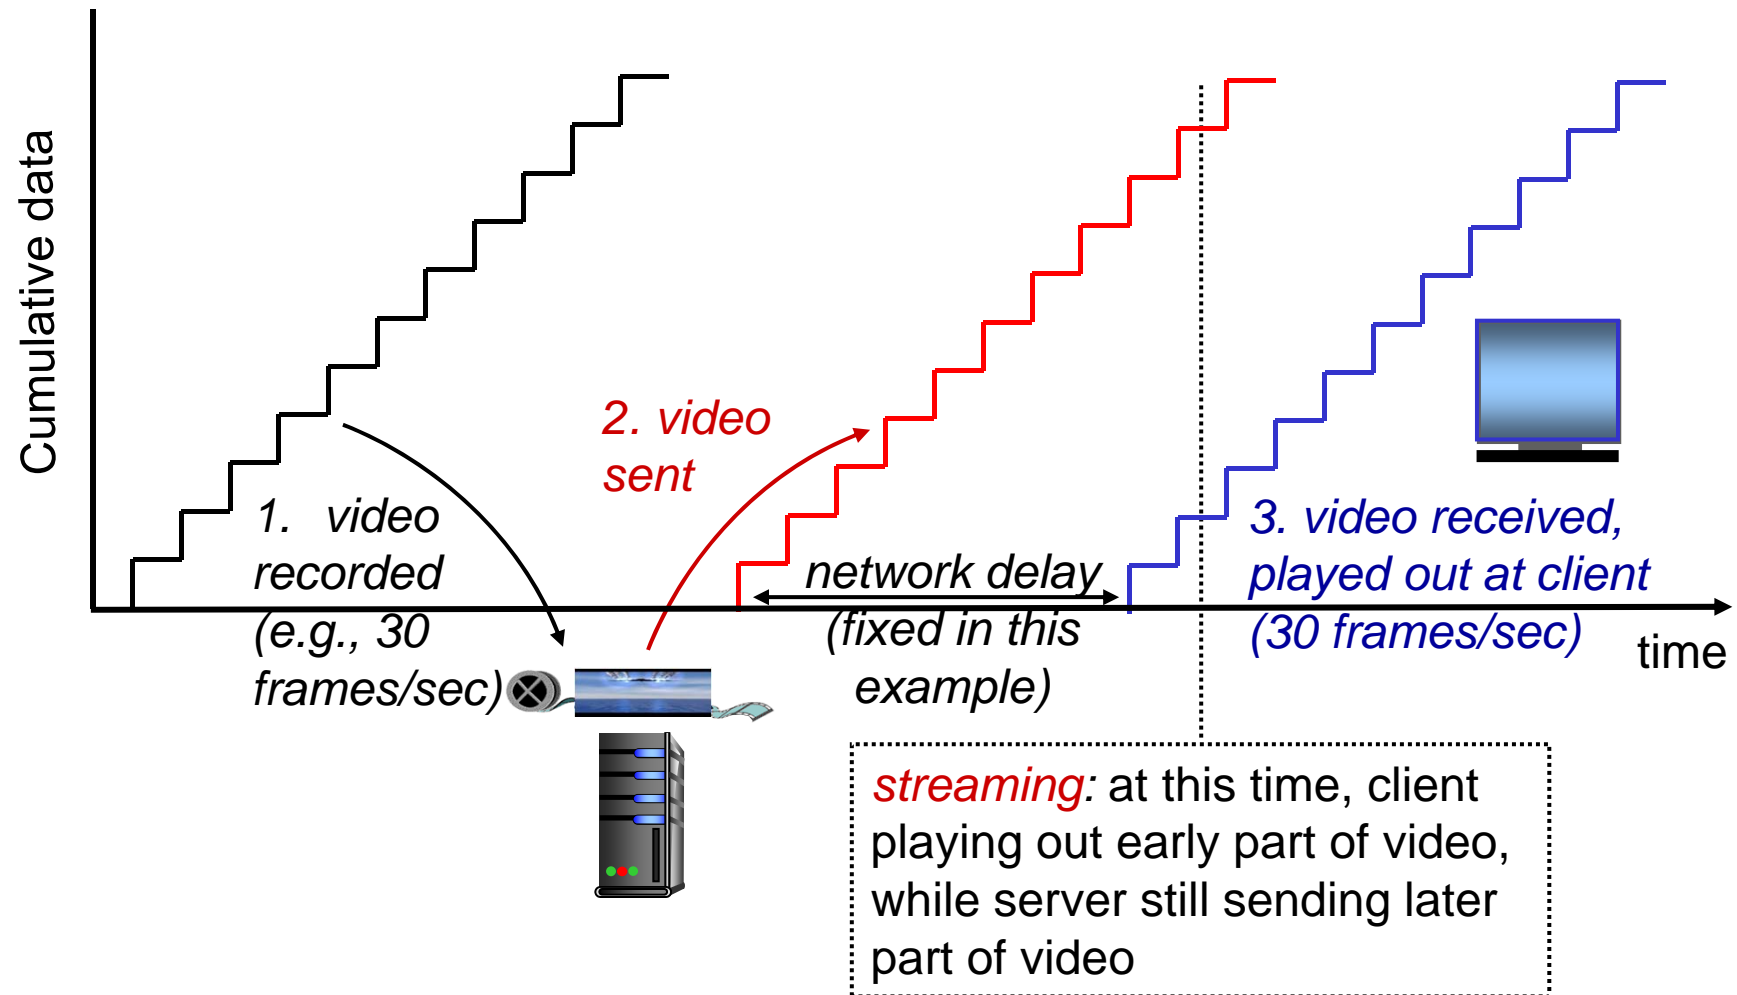 Cumulative data
1. video
recorded
(e.g., 30
frames/sec)
2. video
sent
network delay
(fixed in this
example)
3. video received,
played out at client
(30 frames/sec)
time
streaming: at this time, client
playing out early part of video,
while server still sending later
part of video